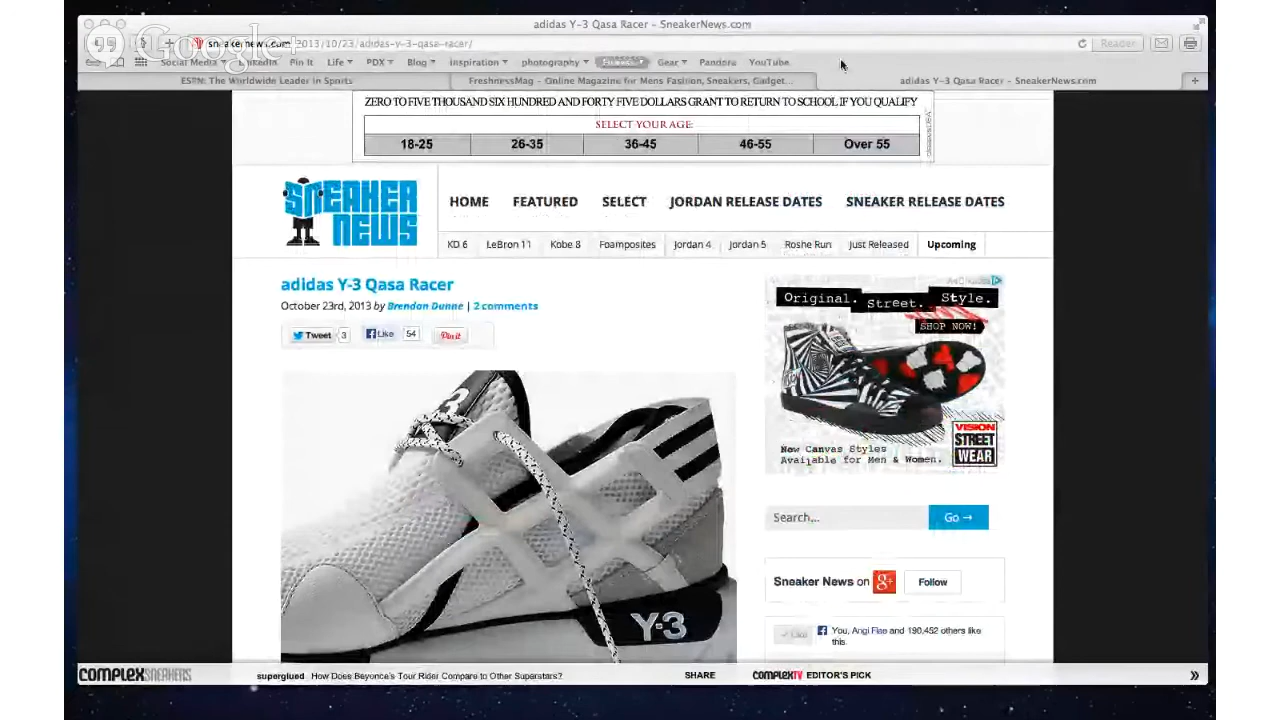 adidas Y-3 Qasa Racer – SneakerNews.com
Google+
sneakernews.com/2013/10/23/adidas-y-3-qasa-racer/
Reader
Social Media LinkedIn Pin It Life PDX Blog inspiration photography Gear Pandora YouTube
ESPN: The Worldwide Leader in Sports
FreshnessMag – Online Magazine for Mens Fashion, Sneakers, Gadget...
adidas Y-3 Qasa Racer – SneakerNews.com
ZERO TO FIVE THOUSAND SIX HUNDRED AND FORTY FIVE DOLLARS GRANT TO RETURN TO SCHOOL IF YOU QUALIFY
SELECT YOUR AGE:
18-25 26-35 36-45 46-55 Over 55
SNEAKER NEWS
HOME FEATURED SELECT JORDAN RELEASE DATES SNEAKER RELEASE DATES
KD 6 LeBron 11 Kobe 8 Foamposites Jordan 4 Jordan 5 Roshe Run Just Released Upcoming
adidas Y-3 Qasa Racer
October 23rd, 2013 by Brendan Dunne | 2 comments
Tweet 3 Like 54 Pin it
Y-3
Y-3
Original. Street. Style.
SHOP NOW!
New Canvas Styles
Available for Men & Women.
VISION STREET WEAR
Search... Go →
Sneaker News on g+ Follow
Like You, Angi Flae and 190,452 others like this.
COMPLEX SNEAKERS superglued How Does Beyonce's Tour Rider Compare to Other Superstars? SHARE COMPLEX TV EDITOR'S PICK »